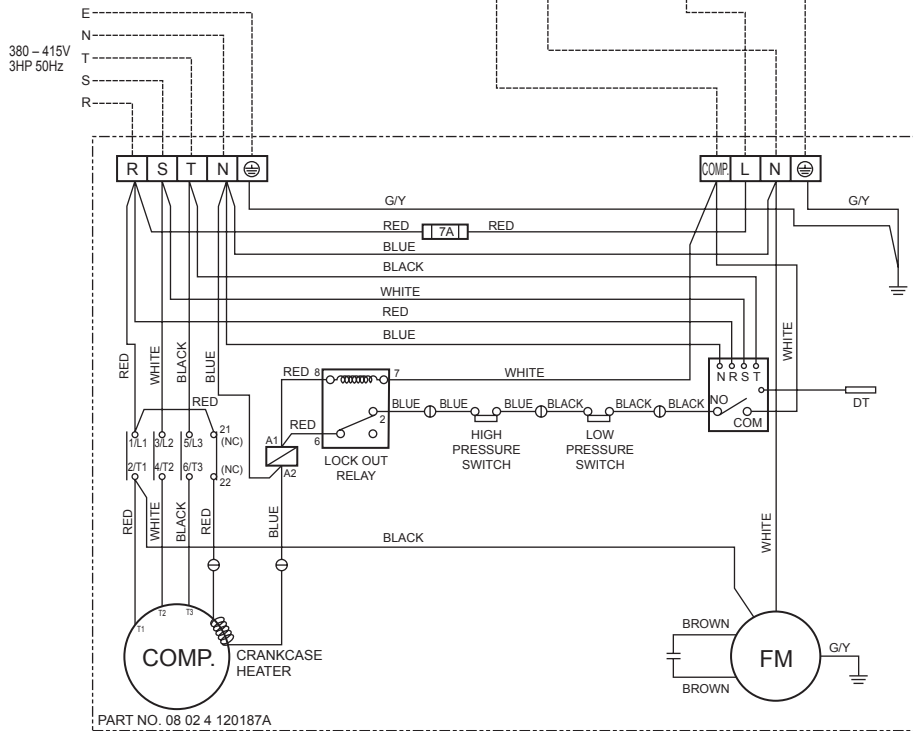 E
N
380 – 415V
3HP 50Hz
T
S
R
R S T N
COMP. L N
G/Y
G/Y
RED 7A RED
BLUE
BLACK
WHITE
RED
BLUE
RED
WHITE
BLACK
BLUE
WHITE
N R S T
NO
COM
DT
RED 8
7
WHITE
RED
6
2
BLUE
BLUE
BLUE
BLACK
BLACK
BLACK
LOCK OUT
RELAY
HIGH
PRESSURE
SWITCH
LOW
PRESSURE
SWITCH
RED
1/L1 3/L2 5/L3
21
(NC)
A1
A2
2/T1 4/T2 6/T3
(NC)
22
RED
WHITE
BLACK
RED
BLUE
BLACK
WHITE
T1
T2
T3
COMP.
CRANKCASE
HEATER
BROWN
BROWN
FM
G/Y
PART NO. 08 02 4 120187A